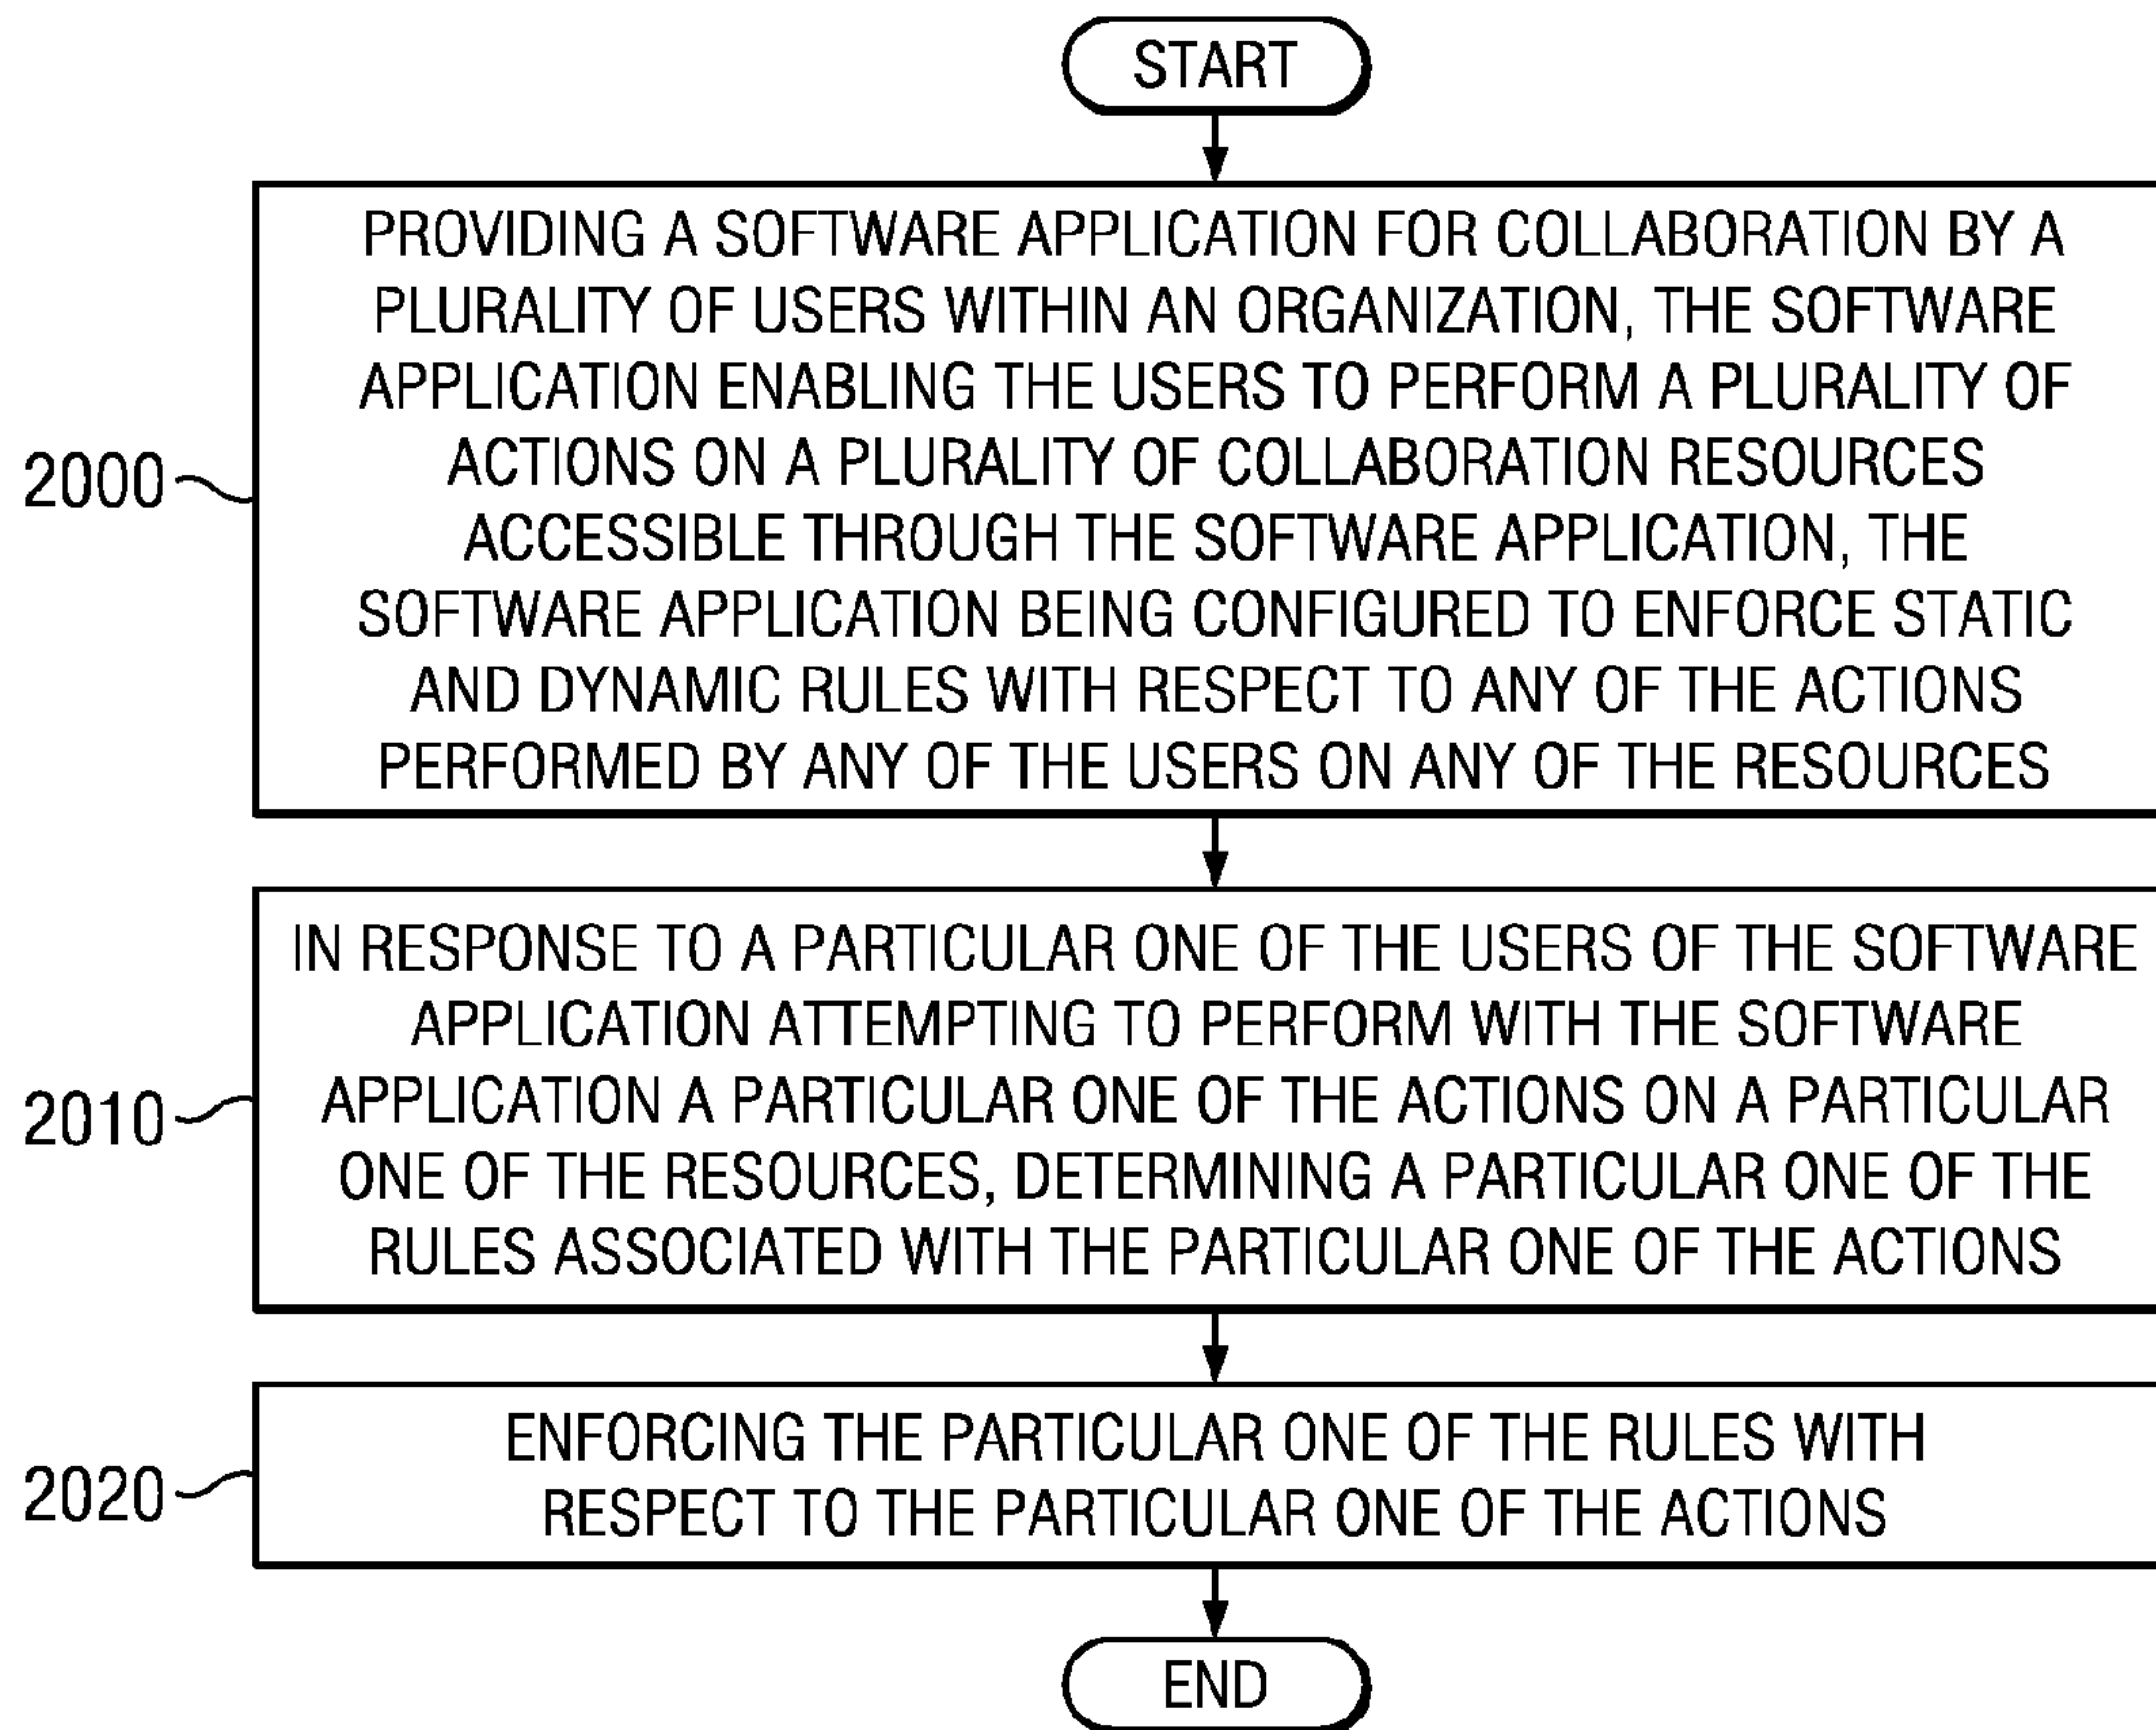 START
PROVIDING A SOFTWARE APPLICATION FOR COLLABORATION BY A
PLURALITY OF USERS WITHIN AN ORGANIZATION, THE SOFTWARE
APPLICATION ENABLING THE USERS TO PERFORM A PLURALITY OF
ACTIONS ON A PLURALITY OF COLLABORATION RESOURCES
ACCESSIBLE THROUGH THE SOFTWARE APPLICATION, THE
SOFTWARE APPLICATION BEING CONFIGURED TO ENFORCE STATIC
AND DYNAMIC RULES WITH RESPECT TO ANY OF THE ACTIONS
PERFORMED BY ANY OF THE USERS ON ANY OF THE RESOURCES
2000
IN RESPONSE TO A PARTICULAR ONE OF THE USERS OF THE SOFTWARE
APPLICATION ATTEMPTING TO PERFORM WITH THE SOFTWARE
APPLICATION A PARTICULAR ONE OF THE ACTIONS ON A PARTICULAR
ONE OF THE RESOURCES, DETERMINING A PARTICULAR ONE OF THE
RULES ASSOCIATED WITH THE PARTICULAR ONE OF THE ACTIONS
2010
ENFORCING THE PARTICULAR ONE OF THE RULES WITH
RESPECT TO THE PARTICULAR ONE OF THE ACTIONS
2020
END